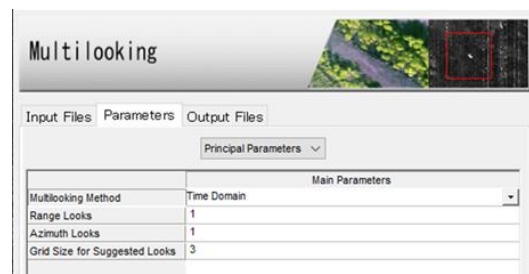 Multilooking
Input Files Parameters Output Files
Principal Parameters
Main Parameters
Multilooking Method Time Domain
Range Looks 1
Azimuth Looks 1
Grid Size for Suggested Looks 3